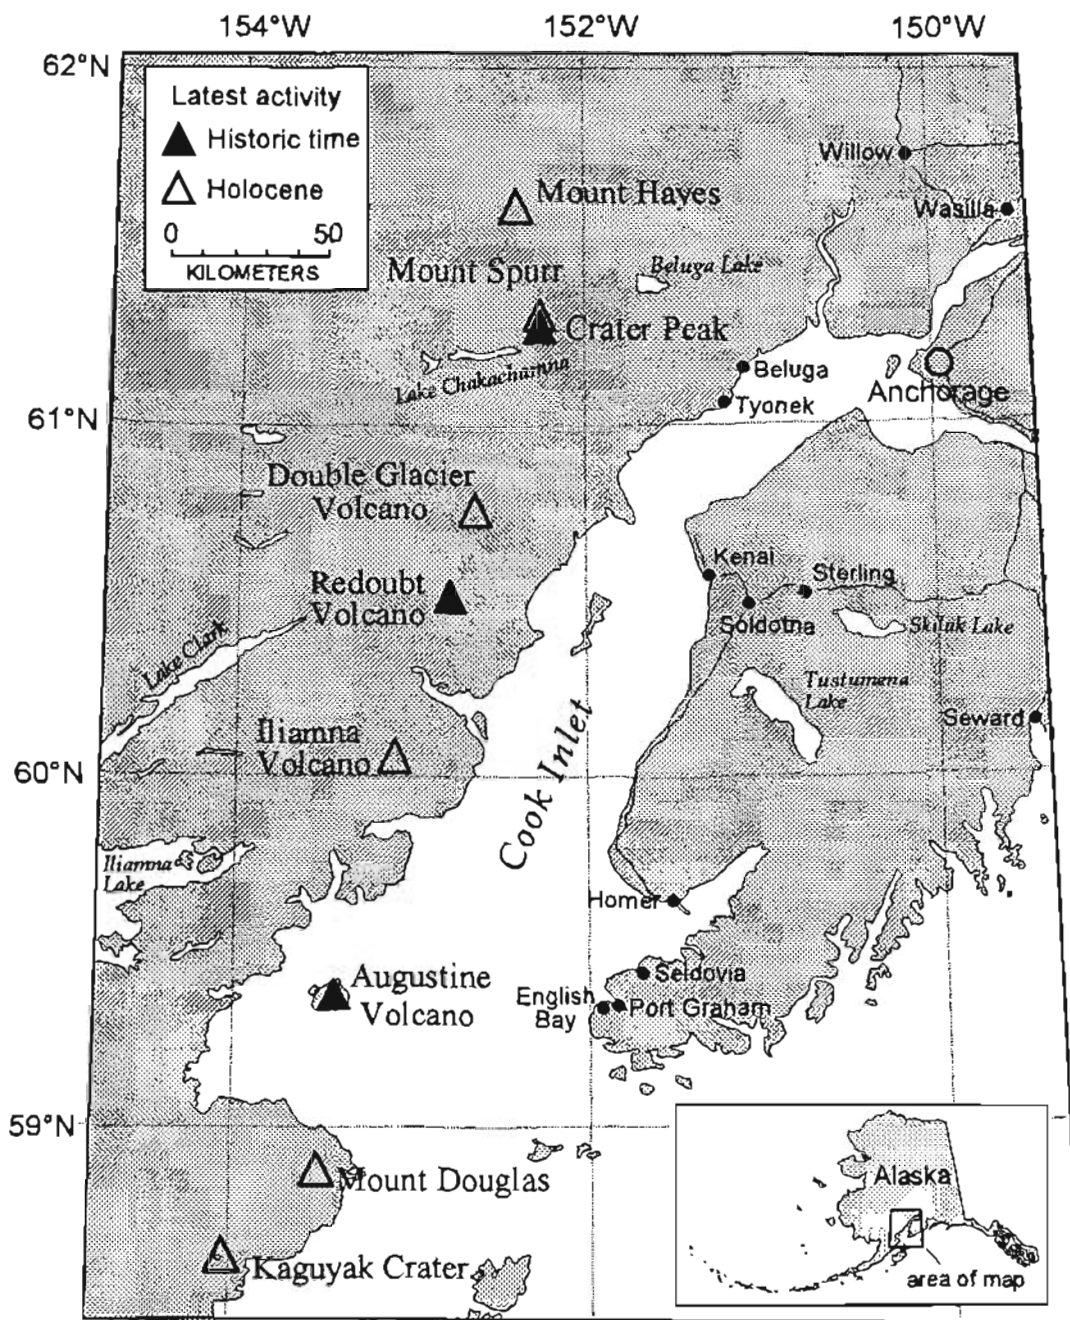 154°W 152°W 150°W
62°N
Latest activity
Historic time
Holocene
0 50
KILOMETERS
Willow
Mount Hayes
Wasilla
Mount Spurr
Beluga Lake
Crater Peak
Lake Chakachamna
Beluga
Anchorage
Tyonek
61°N
Double Glacier
Volcano
Kenai
Sterling
Redoubt
Volcano
Soldotna
Skilak Lake
Lake Clark
Tustumena
Lake
Seward
Iliamna
Volcano
60°N
Cook Inlet
Iliamna
Lake
Homer
Augustine
Volcano
Seldovia
English
Bay
Port Graham
59°N
Mount Douglas
Kaguyak Crater
Alaska
area of map